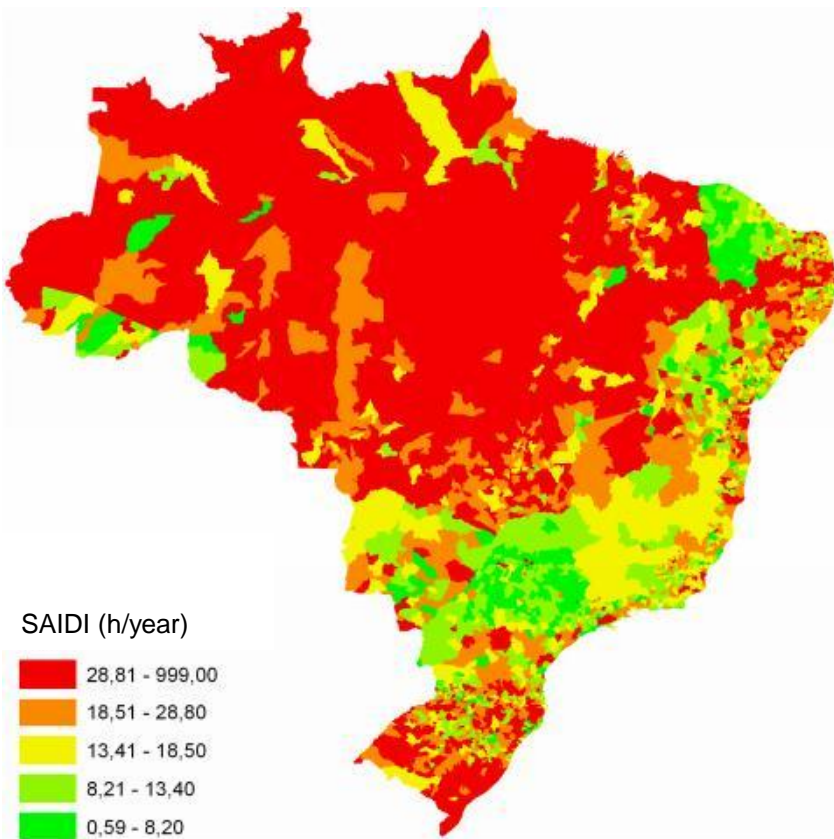 SAIDI (h/year)
28,81 - 999,00
18,51 - 28,80
13,41 - 18,50
8,21 - 13,40
0,59 - 8,20